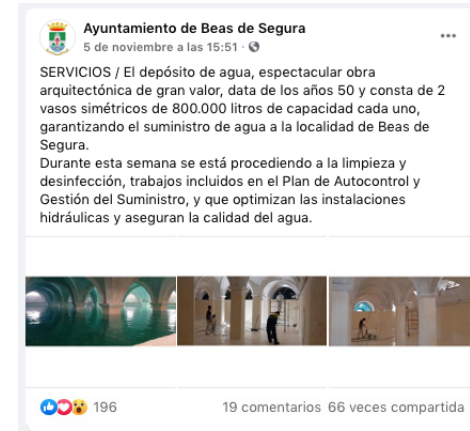 Ayuntamiento de Beas de Segura
5 de noviembre a las 15:51 ·
SERVICIOS / El depósito de agua, espectacular obra
arquitectónica de gran valor, data de los años 50 y consta de 2
vasos simétricos de 800.000 litros de capacidad cada uno,
garantizando el suministro de agua a la localidad de Beas de
Segura.
Durante esta semana se está procediendo a la limpieza y
desinfección, trabajos incluidos en el Plan de Autocontrol y
Gestión del Suministro, y que optimizan las instalaciones
hidráulicas y aseguran la calidad del agua.
196 19 comentarios 66 veces compartida